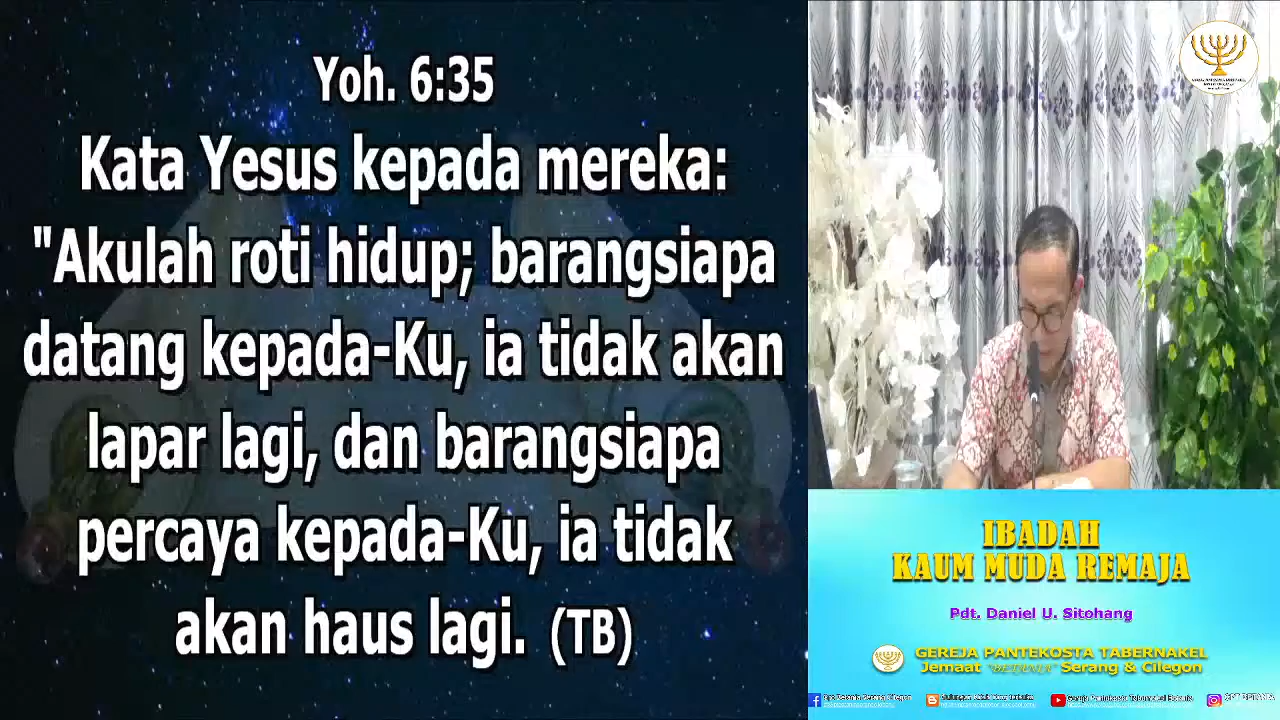 Yoh. 6:35
Kata Yesus kepada mereka:
"Akulah roti hidup; barangsiapa
datang kepada-Ku, ia tidak akan
lapar lagi, dan barangsiapa
percaya kepada-Ku, ia tidak
akan haus lagi. (TB)
IBADAH
KAUM MUDA REMAJA
Pdt. Daniel U. Sitohang
GEREJA PANTEKOSTA TABERNAKEL
Jemaat "BETANIA" Serang & Cilegon